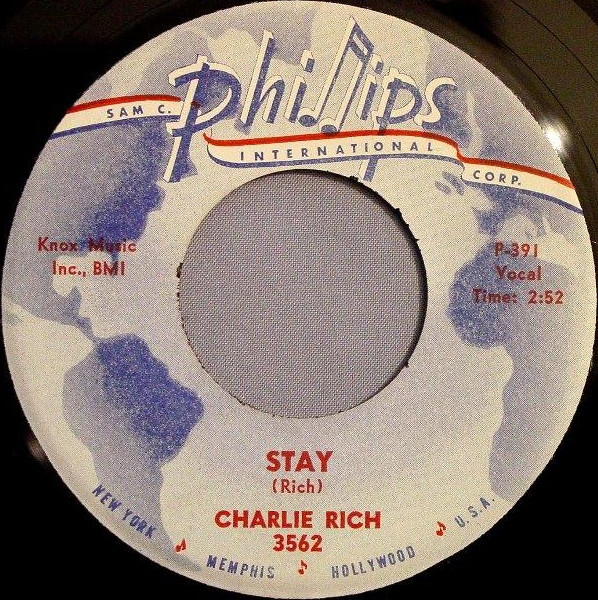 Phillips
SAM C.
INTERNATIONAL
CORP.
Knox Music
Inc., BMI
P-391
Vocal
Time: 2:52
STAY
(Rich)
CHARLIE RICH
3562
NEW YORK ♪ MEMPHIS ♪ HOLLYWOOD ♪ U.S.A.